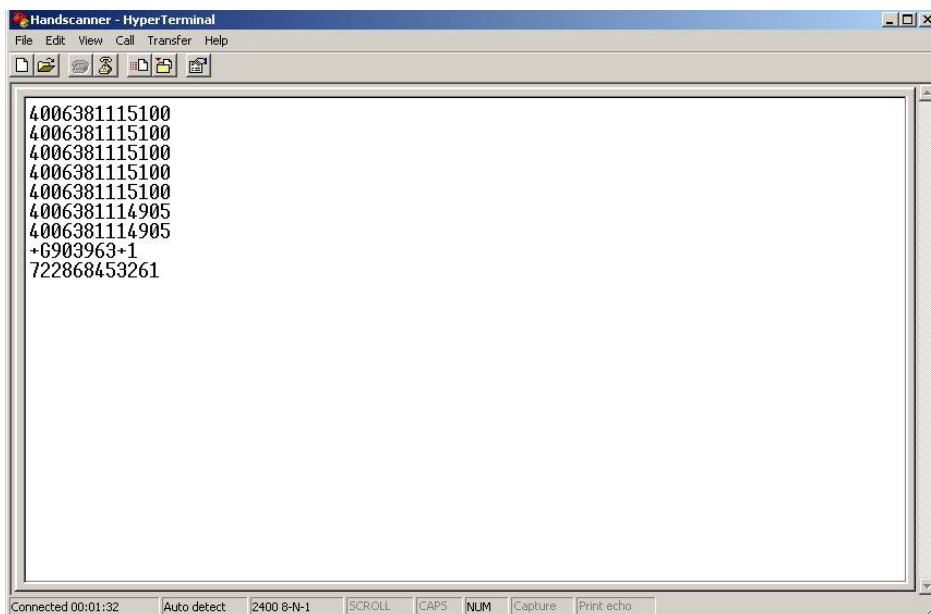 Handscanner - HyperTerminal
File Edit View Call Transfer Help
4006381115100
4006381115100
4006381115100
4006381115100
4006381115100
4006381114905
4006381114905
+G903963+1
722868453261
Connected 00:01:32 Auto detect 2400 8-N-1 SCROLL CAPS NUM Capture Print echo